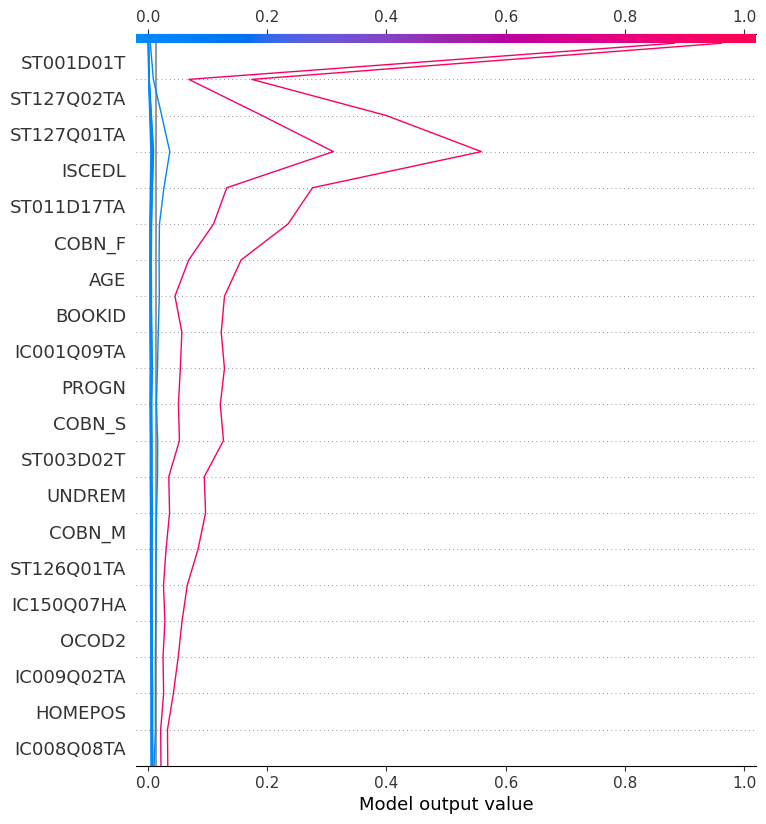 0.0 0.2 0.4 0.6 0.8 1.0
ST001D01T
ST127Q02TA
ST127Q01TA
ISCEDL
ST011D17TA
COBN_F
AGE
BOOKID
IC001Q09TA
PROGN
COBN_S
ST003D02T
UNDREM
COBN_M
ST126Q01TA
IC150Q07HA
OCOD2
IC009Q02TA
HOMEPOS
IC008Q08TA
0.0 0.2 0.4 0.6 0.8 1.0
Model output value